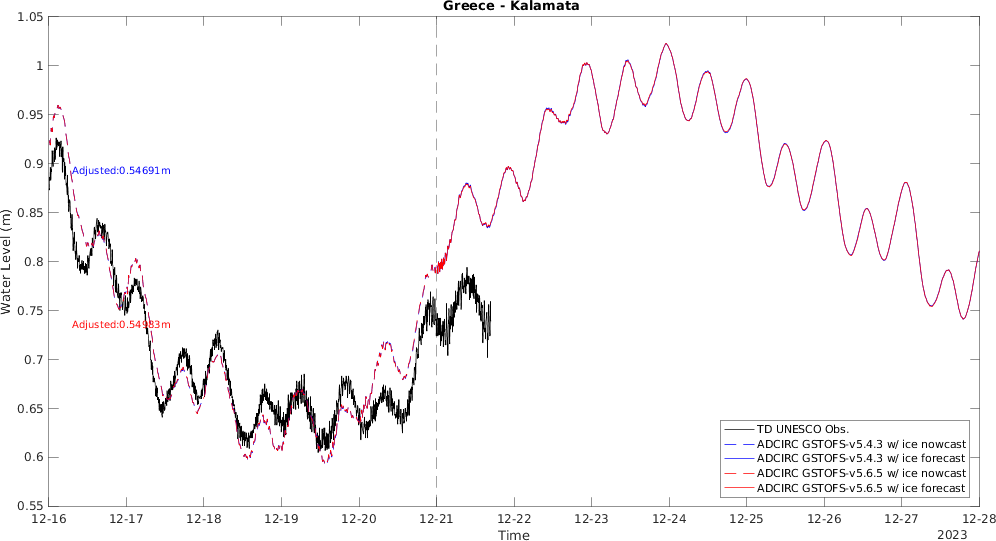 Greece - Kalamata
1.05
1
0.95
0.9
0.85
0.8
0.75
0.7
0.65
0.6
0.55
Water Level (m)
Adjusted:0.54691m
Adjusted:0.54983m
TD UNESCO Obs.
ADCIRC GSTOFS-v5.4.3 w/ ice nowcast
ADCIRC GSTOFS-v5.4.3 w/ ice forecast
ADCIRC GSTOFS-v5.6.5 w/ ice nowcast
ADCIRC GSTOFS-v5.6.5 w/ ice forecast
12-16 12-17 12-18 12-19 12-20 12-21 12-22 12-23 12-24 12-25 12-26 12-27 12-28
Time
2023